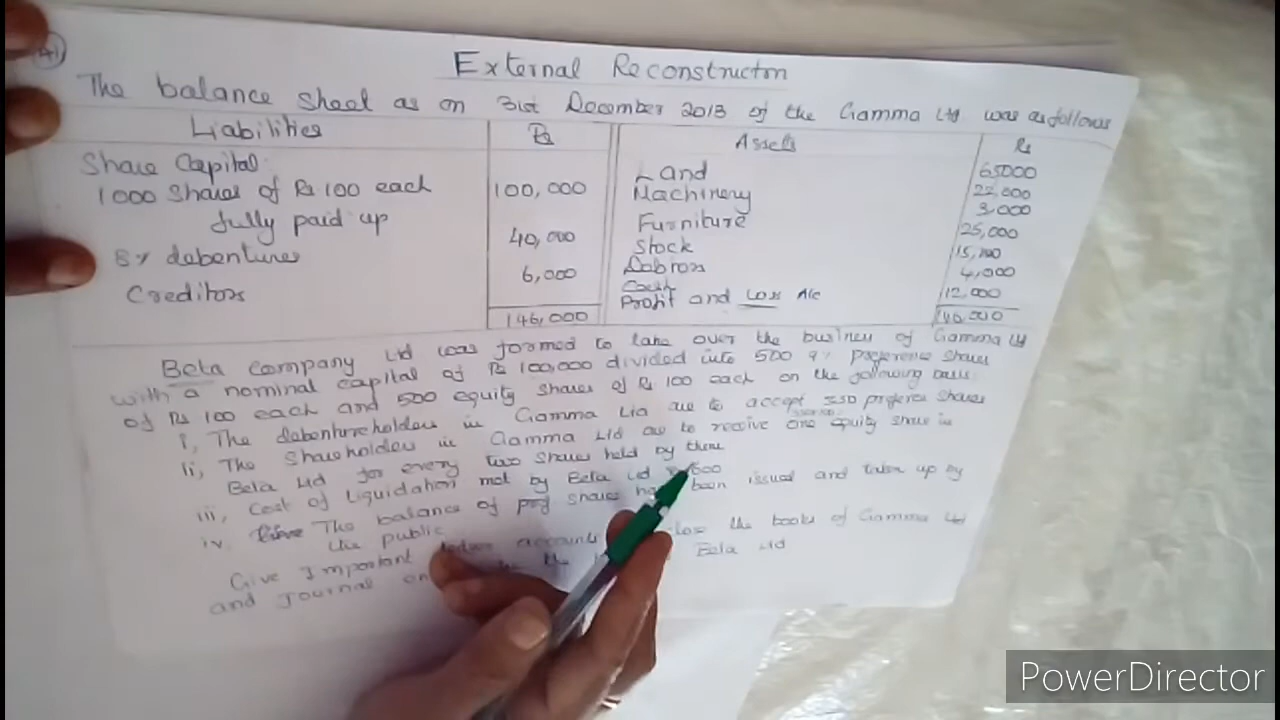 41
External Reconstructon
The balance sheet as on 31st December 2013 of the Gamma Ltd was as follows
Liabilities Rs Assets Rs
Share Capital: Land 65000
1000 Shares of Rs 100 each 100,000 Machinery 22,000
fully paid up Furniture 3,000
8% debentures 40,000 Stock 25,000
Creditors 6,000 Debtors 15,000
Cash 4,000
Profit and Loss A/c 12,000
146,000 146,000
Beta Company Ltd was formed to take over the business of Gamma Ltd
with a nominal capital of Rs 100,000 divided into 500 9% Preference shares
of Rs 100 each and 500 equity shares of Rs 100 each on the following basis.
i, The debentureholders in Gamma Ltd are to accept preference shares
ii, The Shareholders in Gamma Ltd are to receive one equity share in
Beta Ltd for every two shares held by them
iii, Cost of liquidation met by Beta Ltd 600
iv, The balance of pref shares been issued and taken up by
the public
Give Important accounts close the books of Gamma Ltd
and Journal the Beta Ltd
PowerDirector